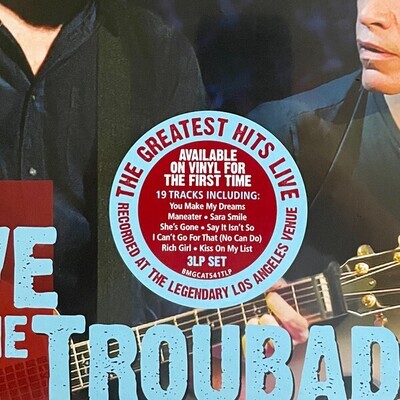 THE GREATEST HITS LIVE
AVAILABLE
ON VINYL FOR
THE FIRST TIME
19 TRACKS INCLUDING:
You Make My Dreams
Maneater • Sara Smile
She's Gone • Say It Isn't So
I Can't Go For That (No Can Do)
Rich Girl • Kiss On My List
3LP SET
BMGCAT541TLP
RECORDED AT THE LEGENDARY LOS ANGELES VENUE
VE
HE TROUBAD